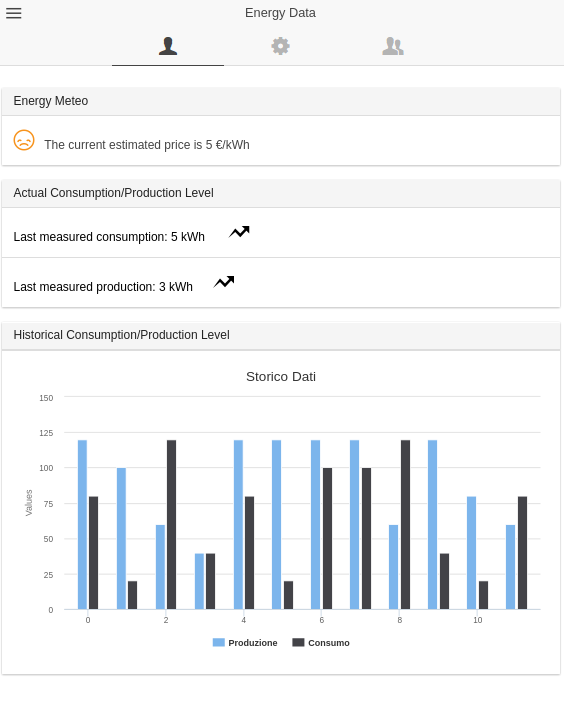 Energy Data
Energy Meteo
The current estimated price is 5 €/kWh
Actual Consumption/Production Level
Last measured consumption: 5 kWh
Last measured production: 3 kWh
Historical Consumption/Production Level
Storico Dati
150
125
100
75
50
25
0
Values
0 2 4 6 8 10
Produzione Consumo